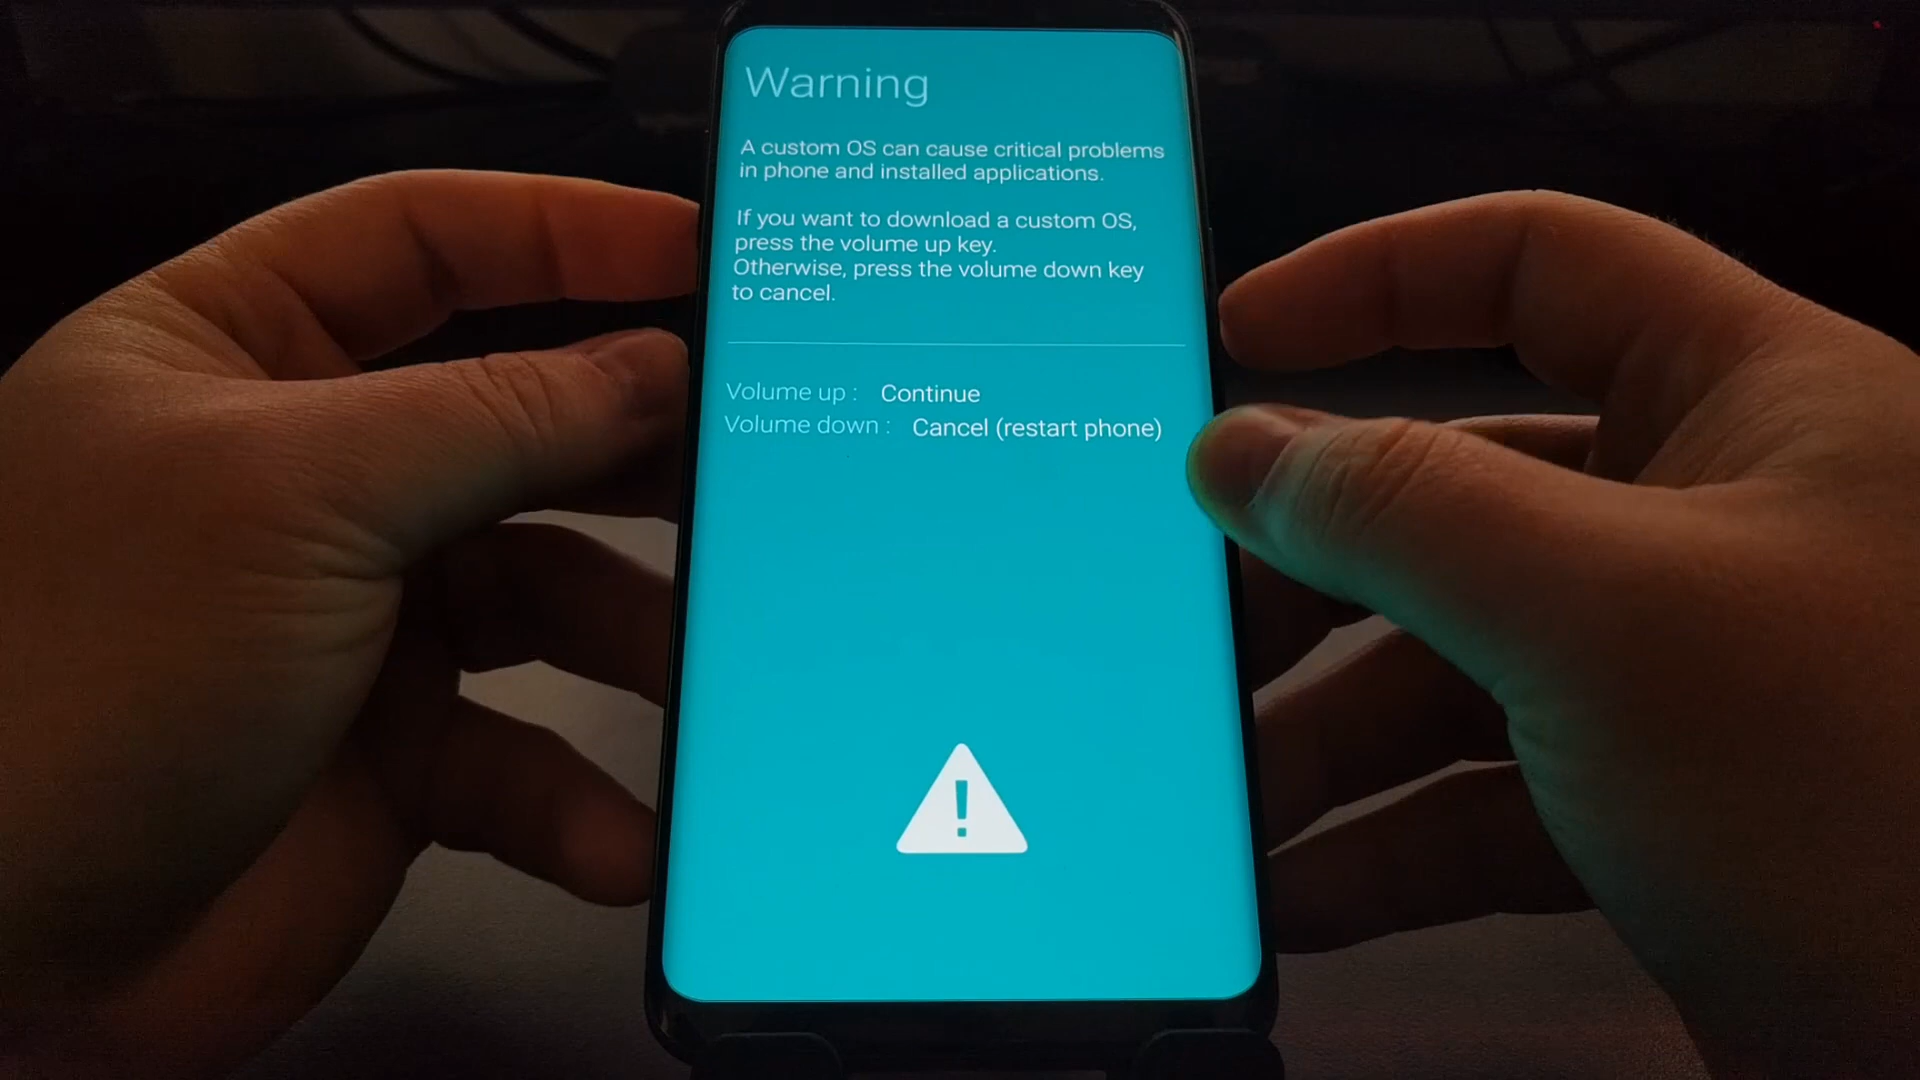 Warning
A custom OS can cause critical problems
in phone and installed applications.
If you want to download a custom OS,
press the volume up key.
Otherwise, press the volume down key
to cancel.
Volume up : Continue
Volume down : Cancel (restart phone)